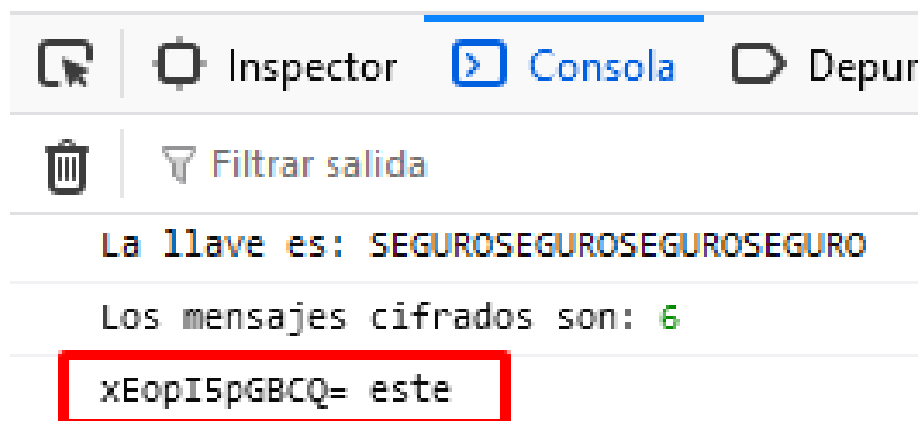 Inspector Consola Depur
Filtrar salida
La llave es: SEGUROSEGUROSEGUROSEGURO
Los mensajes cifrados son: 6
xEopI5pGBCQ= este